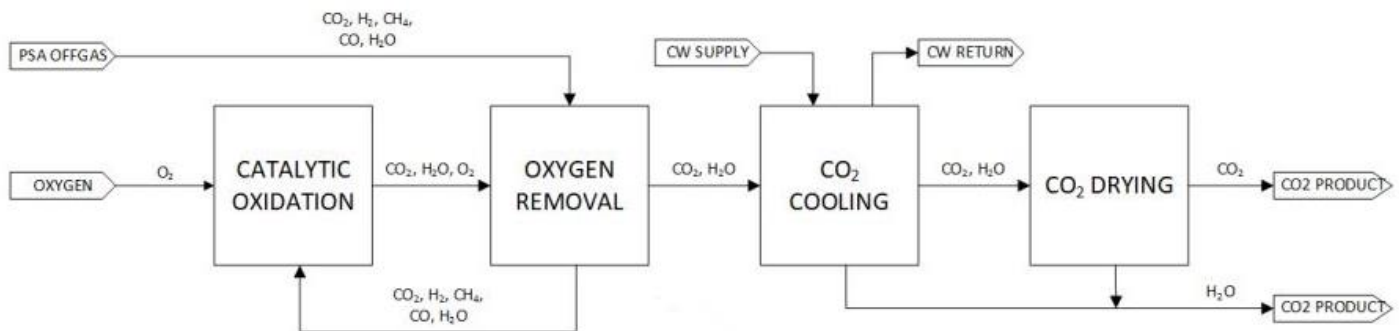 CO₂, H₂, CH₄,
CO, H₂O
PSA OFFGAS
CW SUPPLY
CW RETURN
OXYGEN
O₂
CATALYTIC
OXIDATION
CO₂, H₂O, O₂
OXYGEN
REMOVAL
CO₂, H₂O
CO₂
COOLING
CO₂, H₂O
CO₂ DRYING
CO₂
CO2 PRODUCT
CO₂, H₂, CH₄,
CO, H₂O
H₂O
CO2 PRODUCT